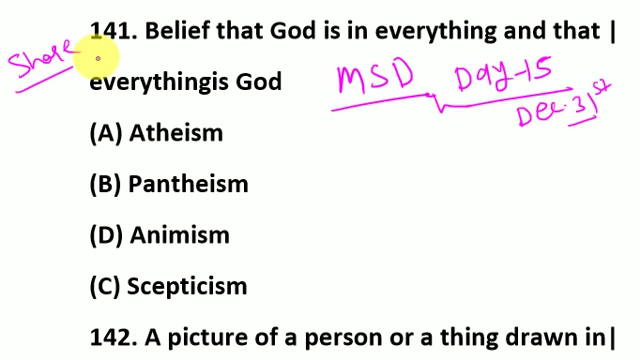 141. Belief that God is in everything and that |
Share
everythingis God
MSD Day-15
Dec. 31st
(A) Atheism
(B) Pantheism
(D) Animism
(C) Scepticism
142. A picture of a person or a thing drawn in|